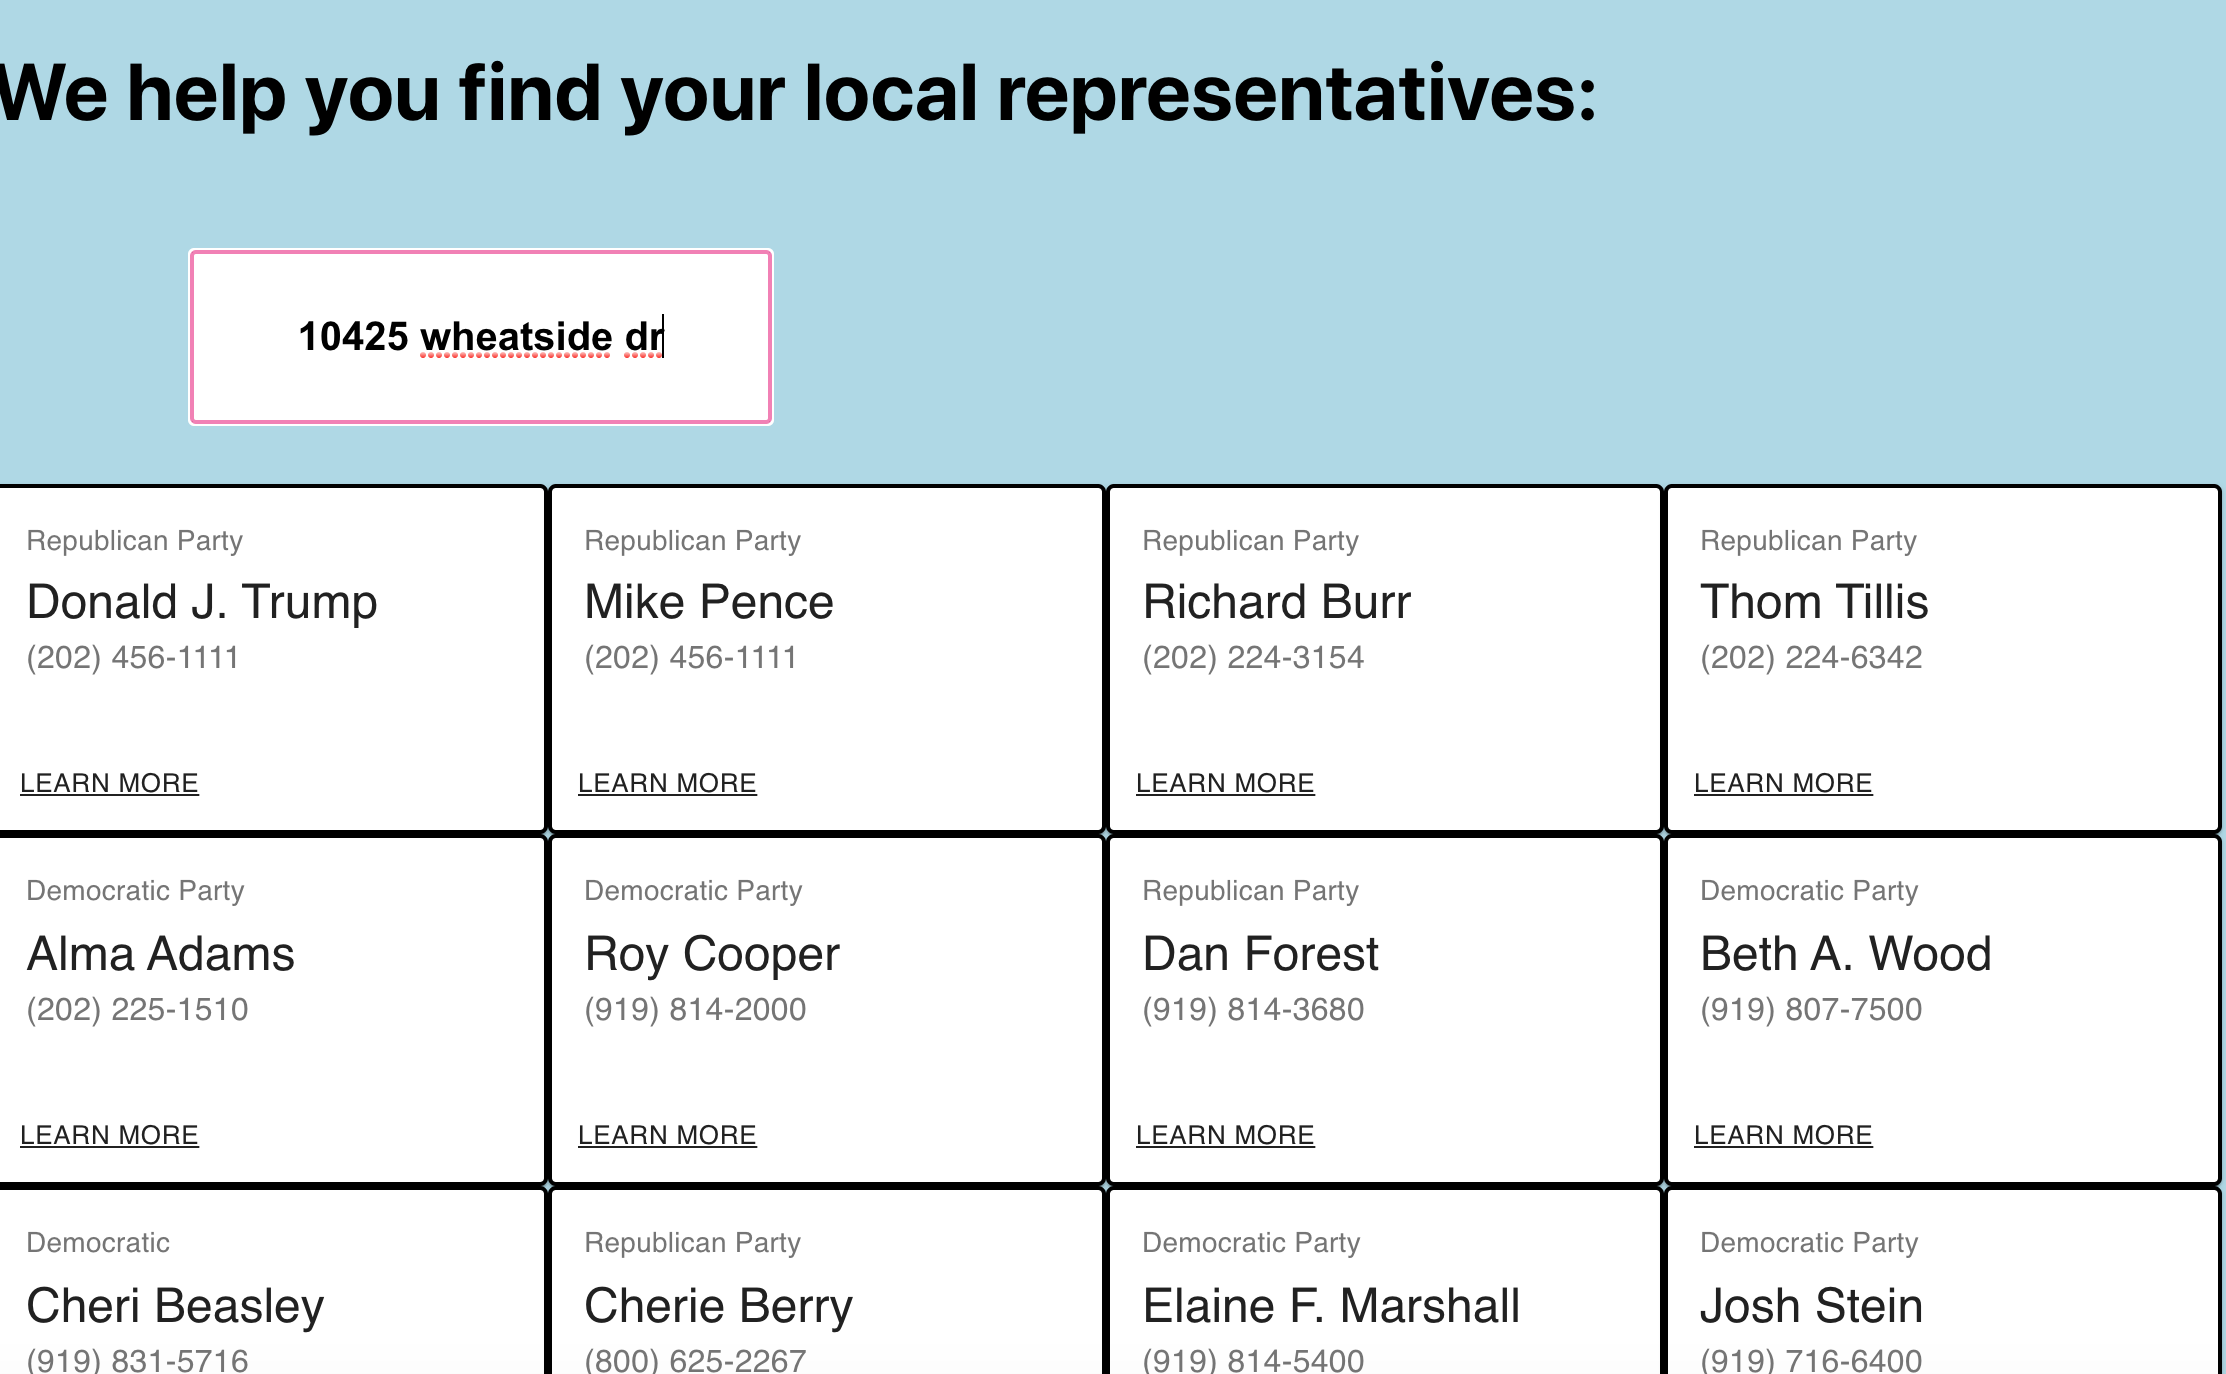 We help you find your local representatives:
10425 wheatside dr
Republican Party
Donald J. Trump
(202) 456-1111
LEARN MORE
Republican Party
Mike Pence
(202) 456-1111
LEARN MORE
Republican Party
Richard Burr
(202) 224-3154
LEARN MORE
Republican Party
Thom Tillis
(202) 224-6342
LEARN MORE
Democratic Party
Alma Adams
(202) 225-1510
LEARN MORE
Democratic Party
Roy Cooper
(919) 814-2000
LEARN MORE
Republican Party
Dan Forest
(919) 814-3680
LEARN MORE
Democratic Party
Beth A. Wood
(919) 807-7500
LEARN MORE
Democratic
Cheri Beasley
(919) 831-5716
Republican Party
Cherie Berry
(800) 625-2267
Democratic Party
Elaine F. Marshall
(919) 814-5400
Democratic Party
Josh Stein
(919) 716-6400